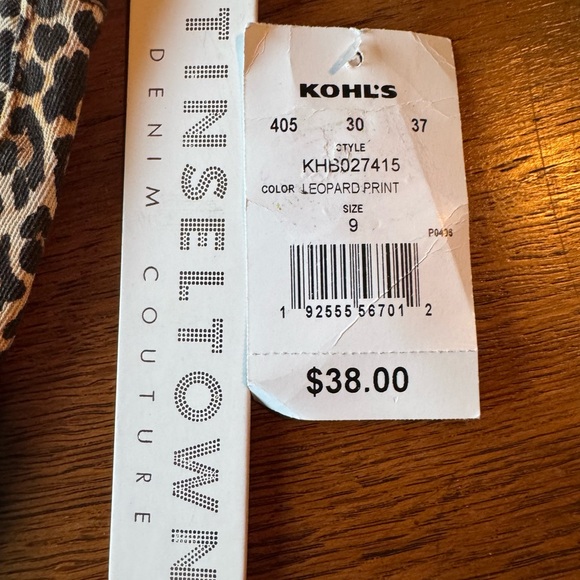 TINSELTOWN
DENIM COUTURE
KOHL'S
405 30 37
STYLE
KHB027415
COLOR LEOPARD PRINT
SIZE
9
P0436
1 92555 56701 2
$38.00